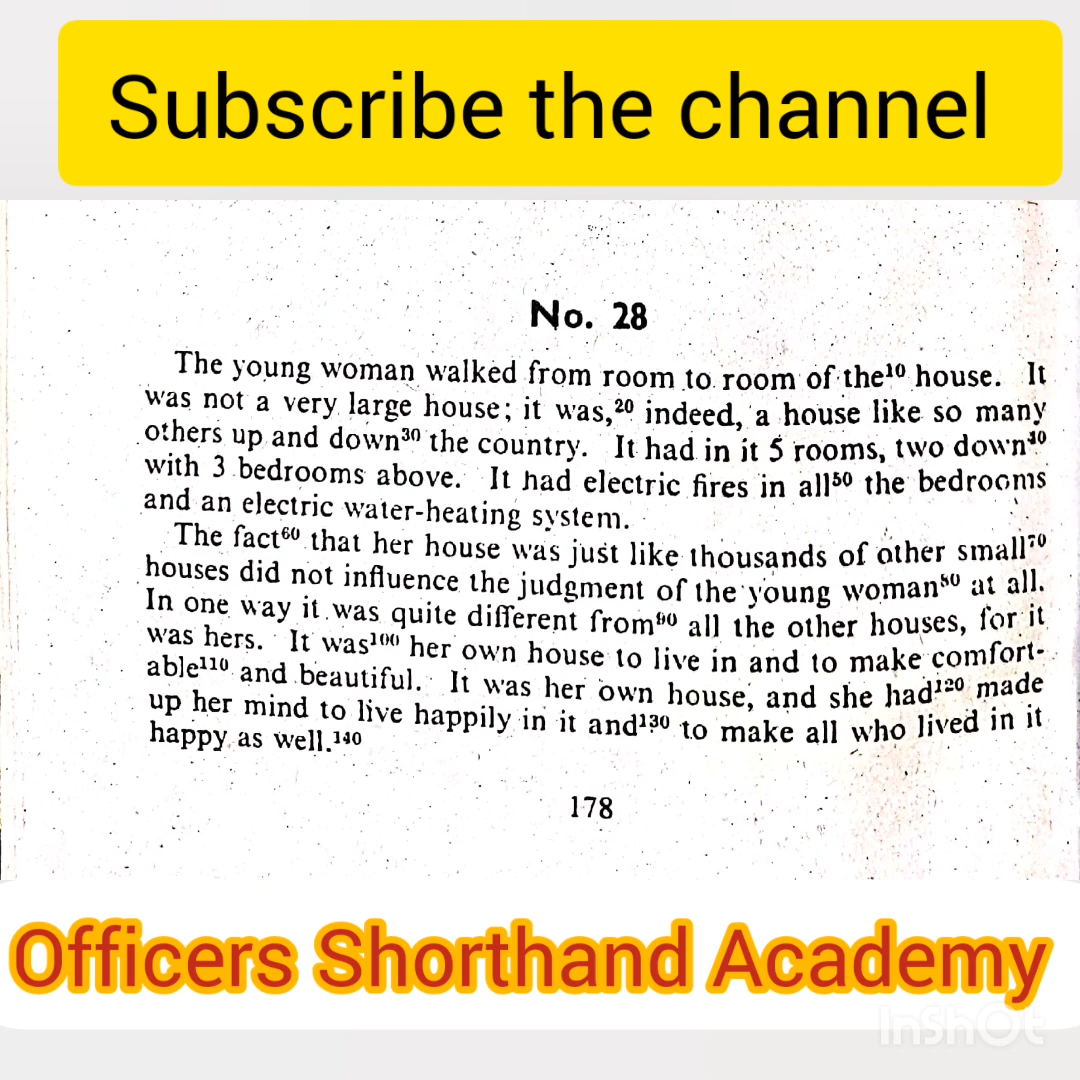 Subscribe the channel
No. 28
The young woman walked from room to room of the¹⁰ house. It
was not a very large house; it was,²⁰ indeed, a house like so many
others up and down³⁰ the country. It had in it 5 rooms, two down⁴⁰
with 3 bedrooms above. It had electric fires in all⁵⁰ the bedrooms
and an electric water-heating system.
The fact⁶⁰ that her house was just like thousands of other small⁷⁰
houses did not influence the judgment of the young woman⁸⁰ at all.
In one way it was quite different from⁹⁰ all the other houses, for it
was hers. It was¹⁰⁰ her own house to live in and to make comfort-
able¹¹⁰ and beautiful. It was her own house, and she had¹²⁰ made
up her mind to live happily in it and¹³⁰ to make all who lived in it
happy as well.¹⁴⁰
178
Officers Shorthand Academy
InShOt